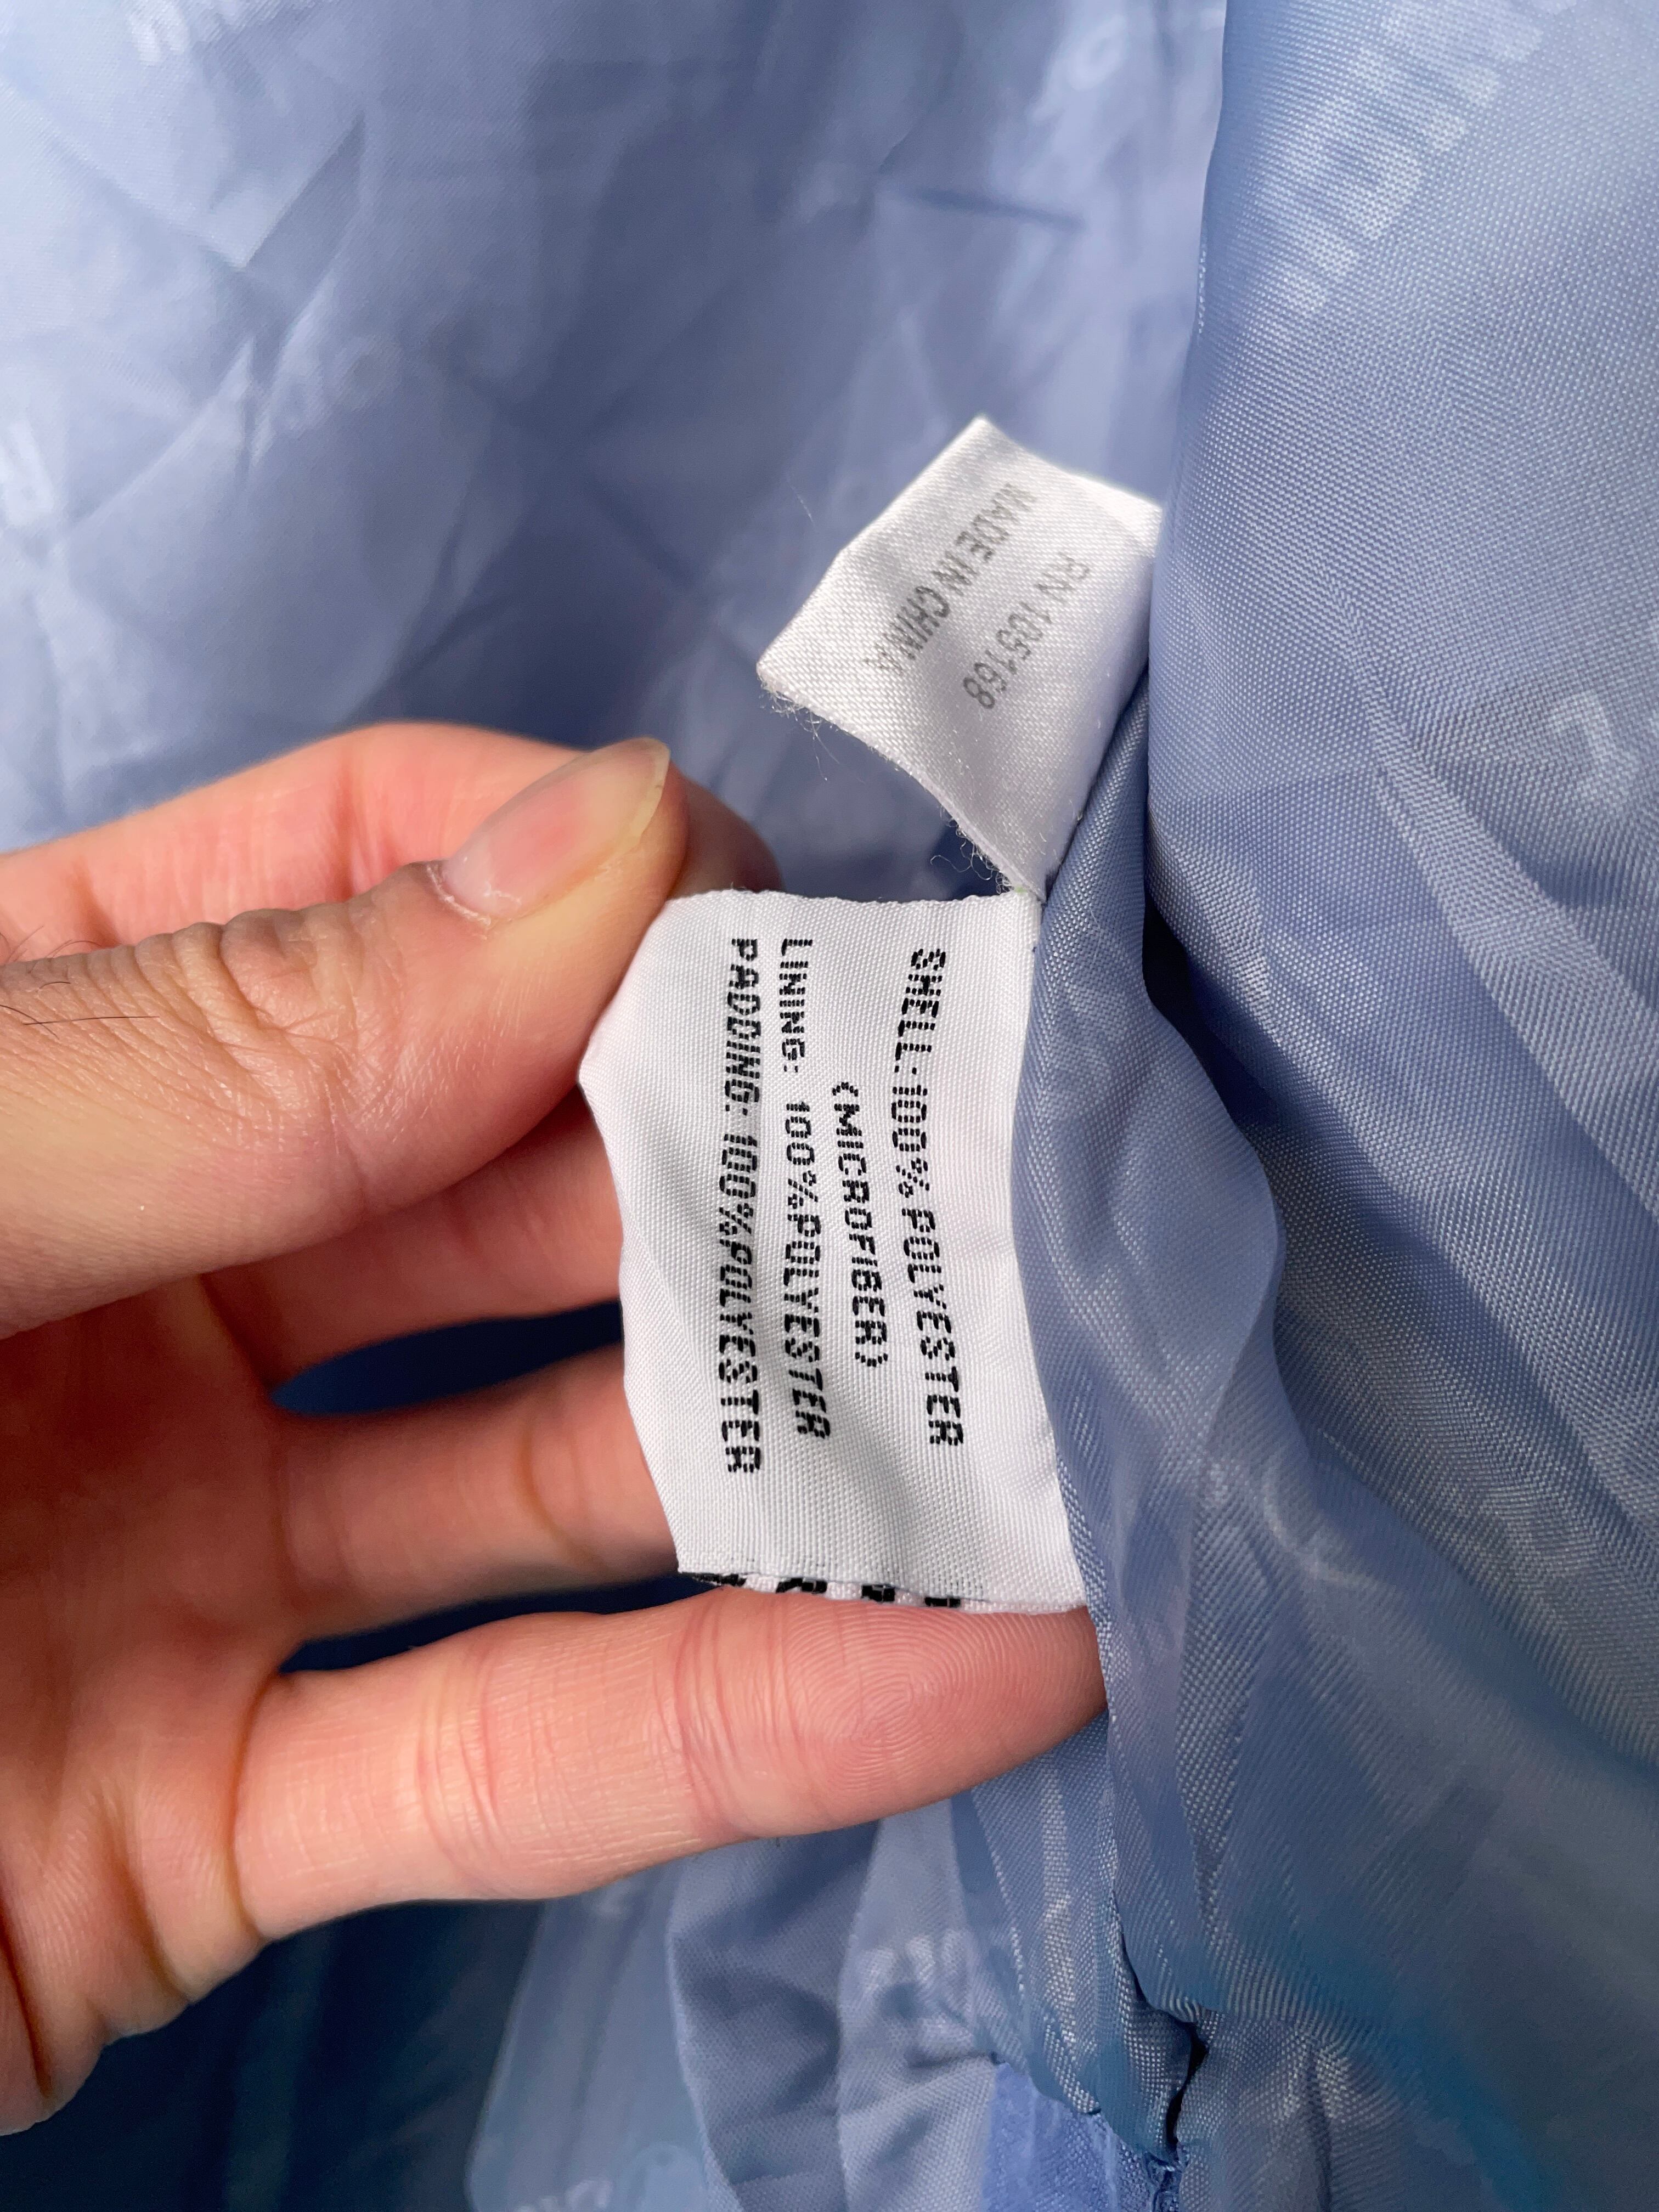 RN 105168
MADE IN CHINA
SHELL:100% POLYESTER
(MICROFIBER)
LINING: 100%POLYESTER
PADDING: 100%POLYESTER